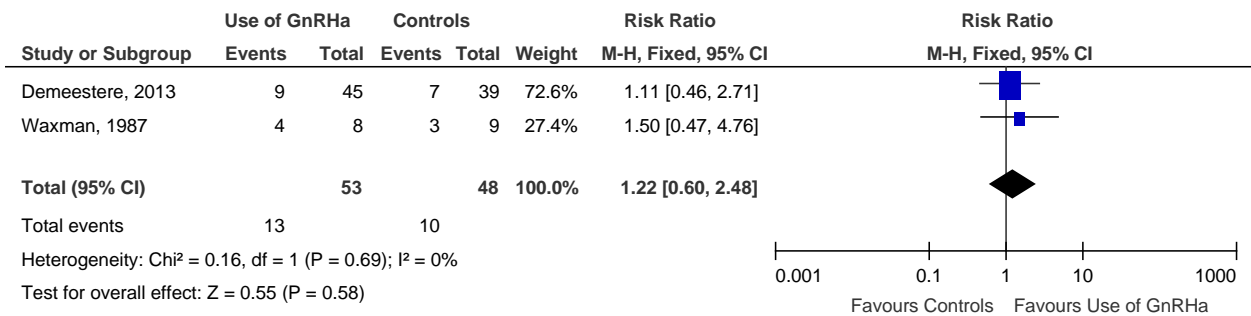 Use of GnRHa Controls Risk Ratio Risk Ratio
Study or Subgroup Events Total Events Total Weight M-H, Fixed, 95% CI M-H, Fixed, 95% CI
Demeestere, 2013 9 45 7 39 72.6% 1.11 [0.46, 2.71]
Waxman, 1987 4 8 3 9 27.4% 1.50 [0.47, 4.76]
Total (95% CI) 53 48 100.0% 1.22 [0.60, 2.48]
Total events 13 10
Heterogeneity: Chi² = 0.16, df = 1 (P = 0.69); I² = 0%
Test for overall effect: Z = 0.55 (P = 0.58)
0.001 0.1 1 10 1000
Favours Controls Favours Use of GnRHa